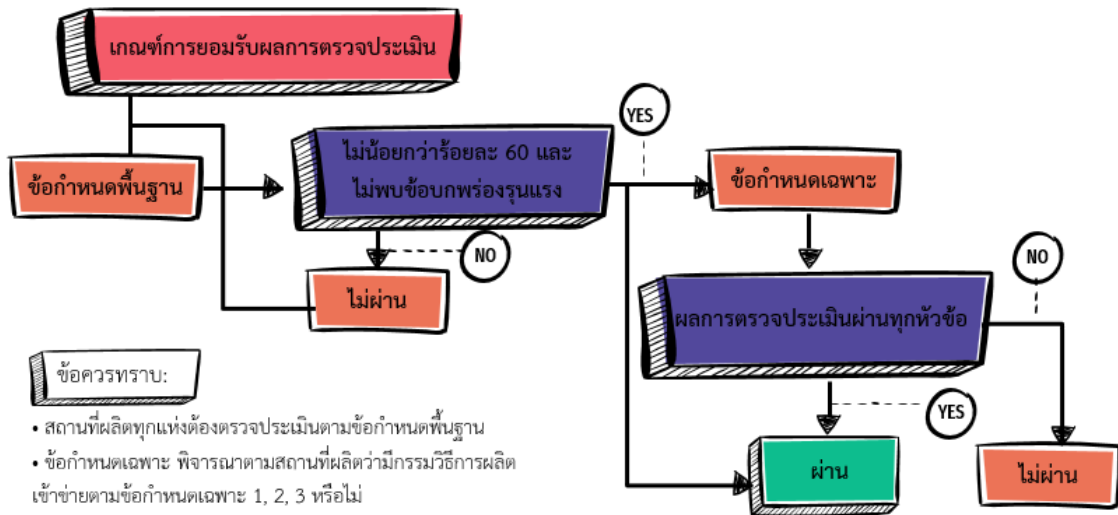 เกณฑ์การยอมรับผลการตรวจประเมิน
ข้อกำหนดพื้นฐาน
ไม่น้อยกว่าร้อยละ 60 และ
ไม่พบข้อบกพร่องรุนแรง
YES
ข้อกำหนดเฉพาะ
NO
ไม่ผ่าน
ผลการตรวจประเมินผ่านทุกหัวข้อ
NO
YES
ผ่าน
ไม่ผ่าน
ข้อควรทราบ:
• สถานที่ผลิตทุกแห่งต้องตรวจประเมินตามข้อกำหนดพื้นฐาน
• ข้อกำหนดเฉพาะ พิจารณาตามสถานที่ผลิตว่ามีกรรมวิธีการผลิต
เข้าข่ายตามข้อกำหนดเฉพาะ 1, 2, 3 หรือไม่